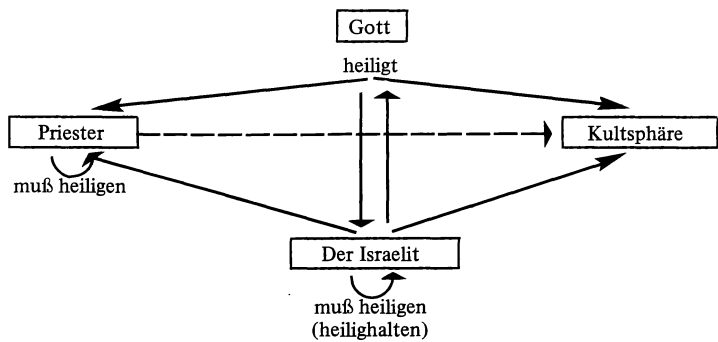 Gott
heiligt
Priester
Kultsphäre
muß heiligen
Der Israelit
muß heiligen
(heilighalten)